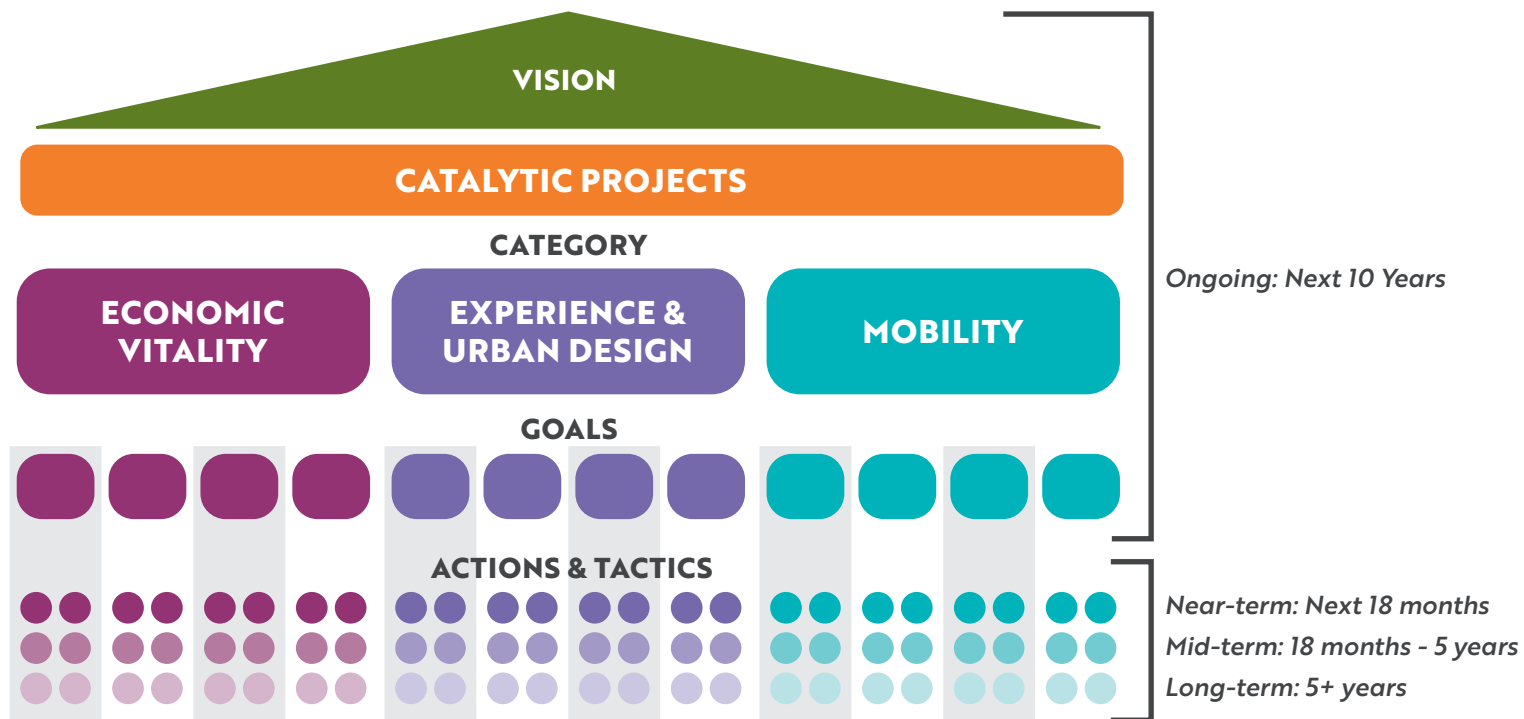 VISION
CATALYTIC PROJECTS
CATEGORY
ECONOMIC
VITALITY
EXPERIENCE &
URBAN DESIGN
MOBILITY
Ongoing: Next 10 Years
GOALS
ACTIONS & TACTICS
Near-term: Next 18 months
Mid-term: 18 months - 5 years
Long-term: 5+ years